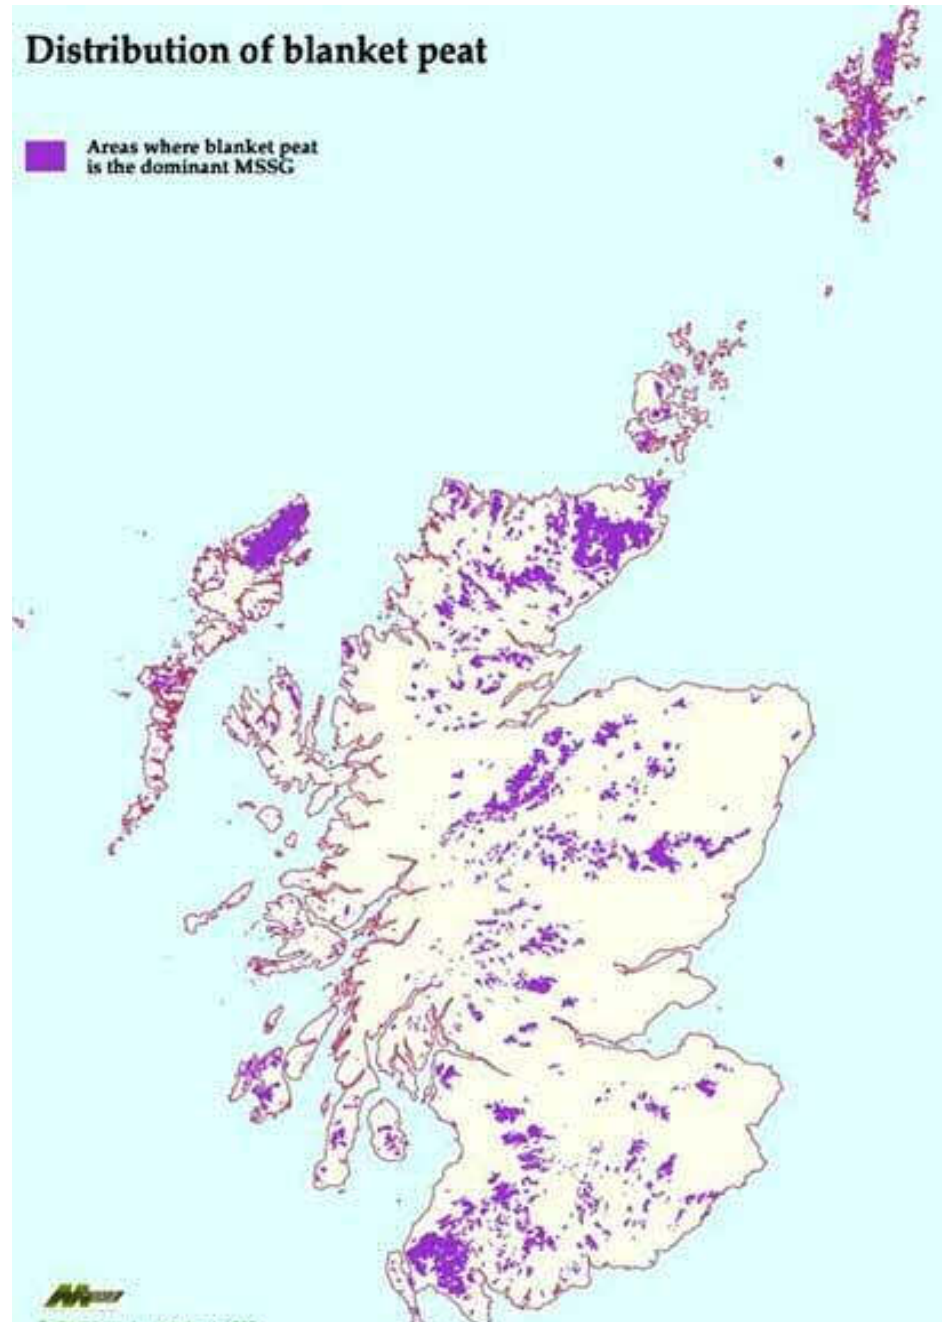 Distribution of blanket peat
Areas where blanket peat
is the dominant MSSG